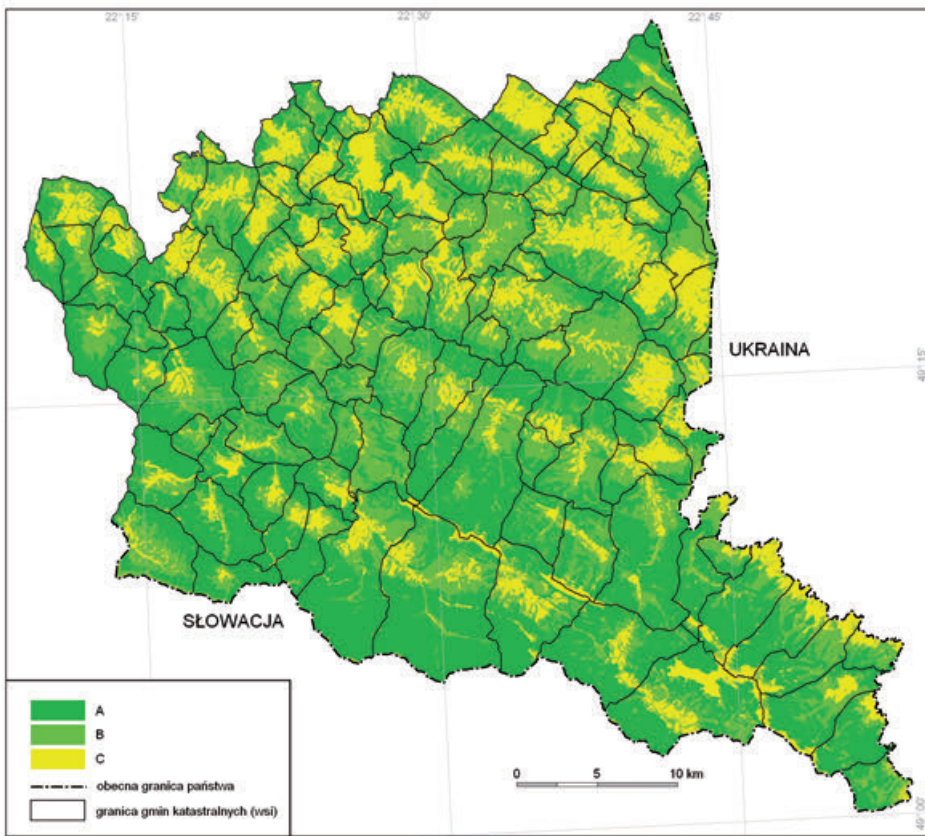 22° 15'
22° 30'
22° 45'
UKRAINA
49° 15'
SŁOWACJA
A
B
C
obecna granica państwa
granica gmin katastralnych (wsi)
0 5 10 km
49° 00'